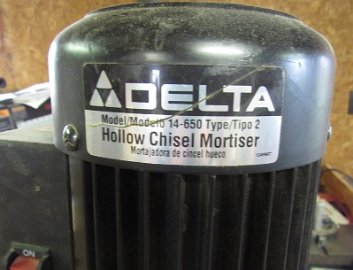 DELTA
Model/Modelo 14-650 Type/Tipo 2
Hollow Chisel Mortiser
Mortajadora de cincel hueco
ON